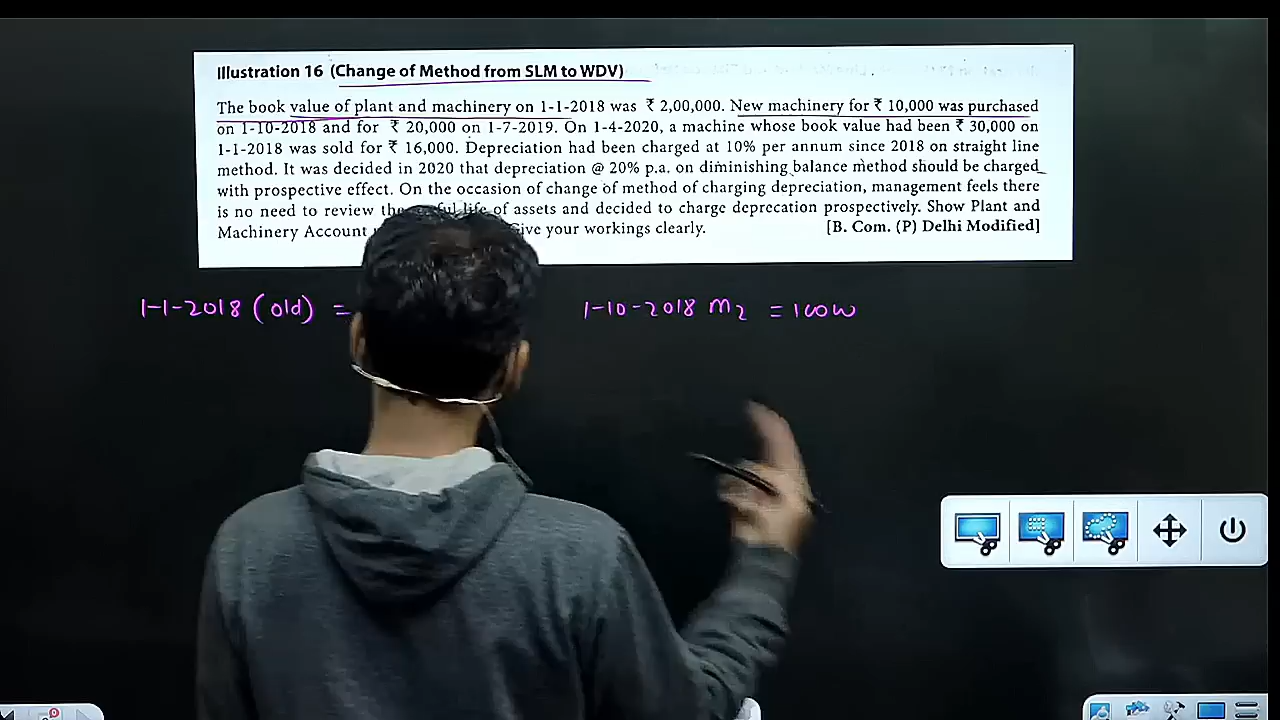 Illustration 16 (Change of Method from SLM to WDV)
The book value of plant and machinery on 1-1-2018 was ₹ 2,00,000. New machinery for ₹ 10,000 was purchased
on 1-10-2018 and for ₹ 20,000 on 1-7-2019. On 1-4-2020, a machine whose book value had been ₹ 30,000 on
1-1-2018 was sold for ₹ 16,000. Depreciation had been charged at 10% per annum since 2018 on straight line
method. It was decided in 2020 that depreciation @ 20% p.a. on diminishing balance method should be charged
with prospective effect. On the occasion of change of method of charging depreciation, management feels there
is no need to review the life of assets and decided to charge deprecation prospectively. Show Plant and
Machinery Account Give your workings clearly. [B. Com. (P) Delhi Modified]
1-1-2018 (old) = 1-10-2018 M2 =